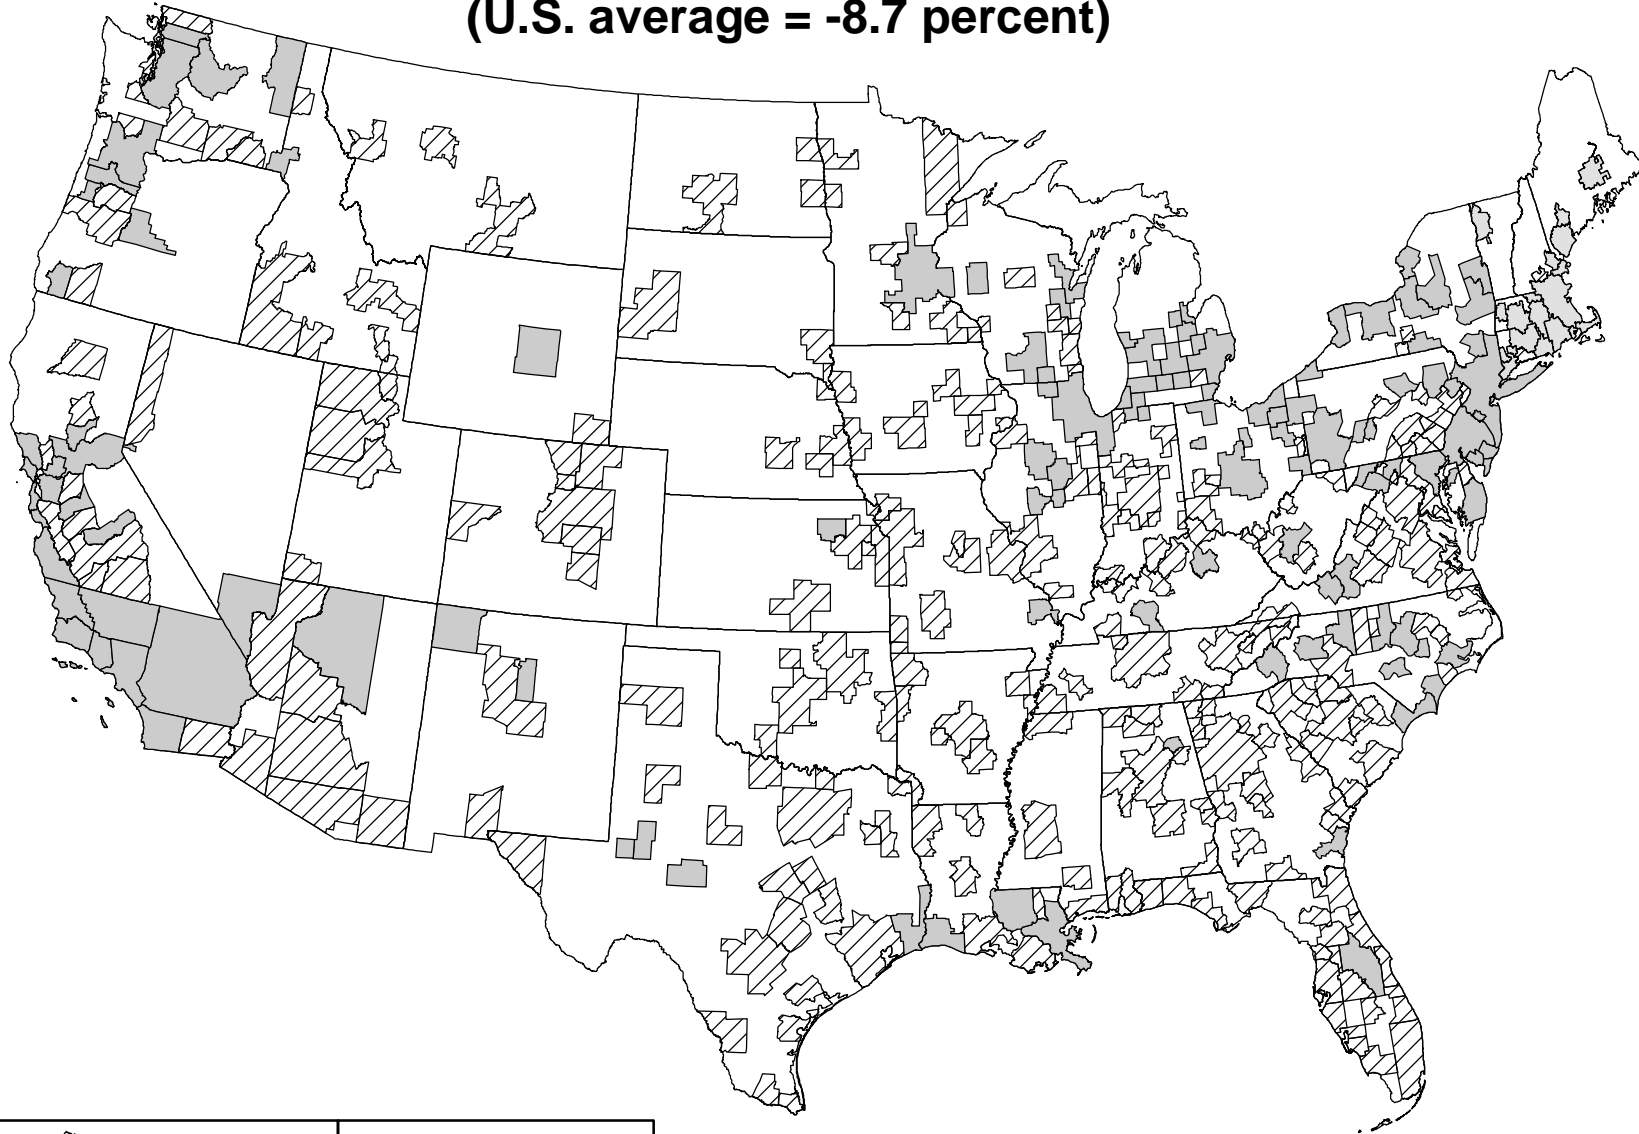 (U.S. average = -8.7 percent)